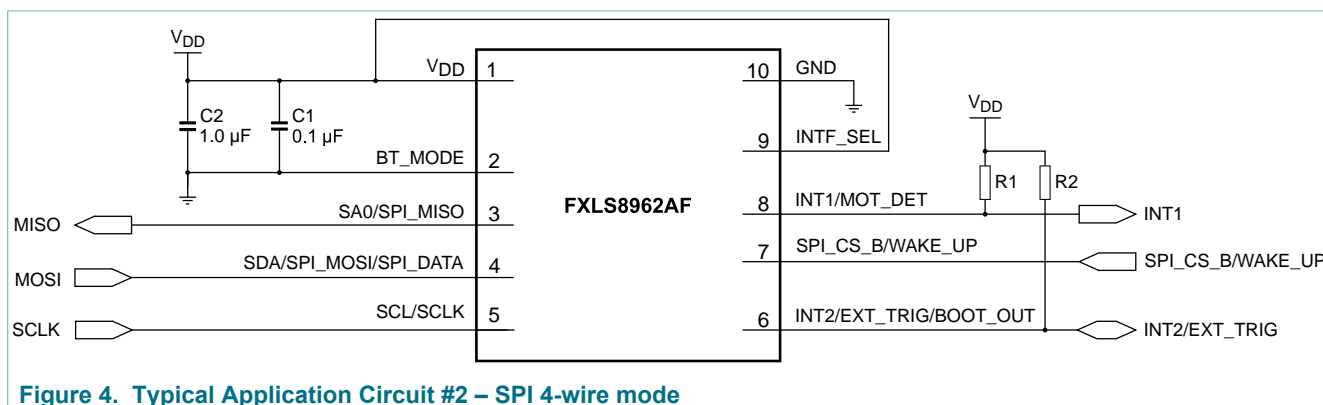 VDD
VDD
1
10
GND
C2
1.0 µF
C1
0.1 µF
VDD
9
INTF_SEL
BT_MODE
2
R1
R2
FXLS8962AF
MISO
SA0/SPI_MISO
3
8
INT1/MOT_DET
INT1
7
SPI_CS_B/WAKE_UP
SPI_CS_B/WAKE_UP
MOSI
SDA/SPI_MOSI/SPI_DATA
4
SCLK
SCL/SCLK
5
6
INT2/EXT_TRIG/BOOT_OUT
INT2/EXT_TRIG
Figure 4. Typical Application Circuit #2 – SPI 4-wire mode